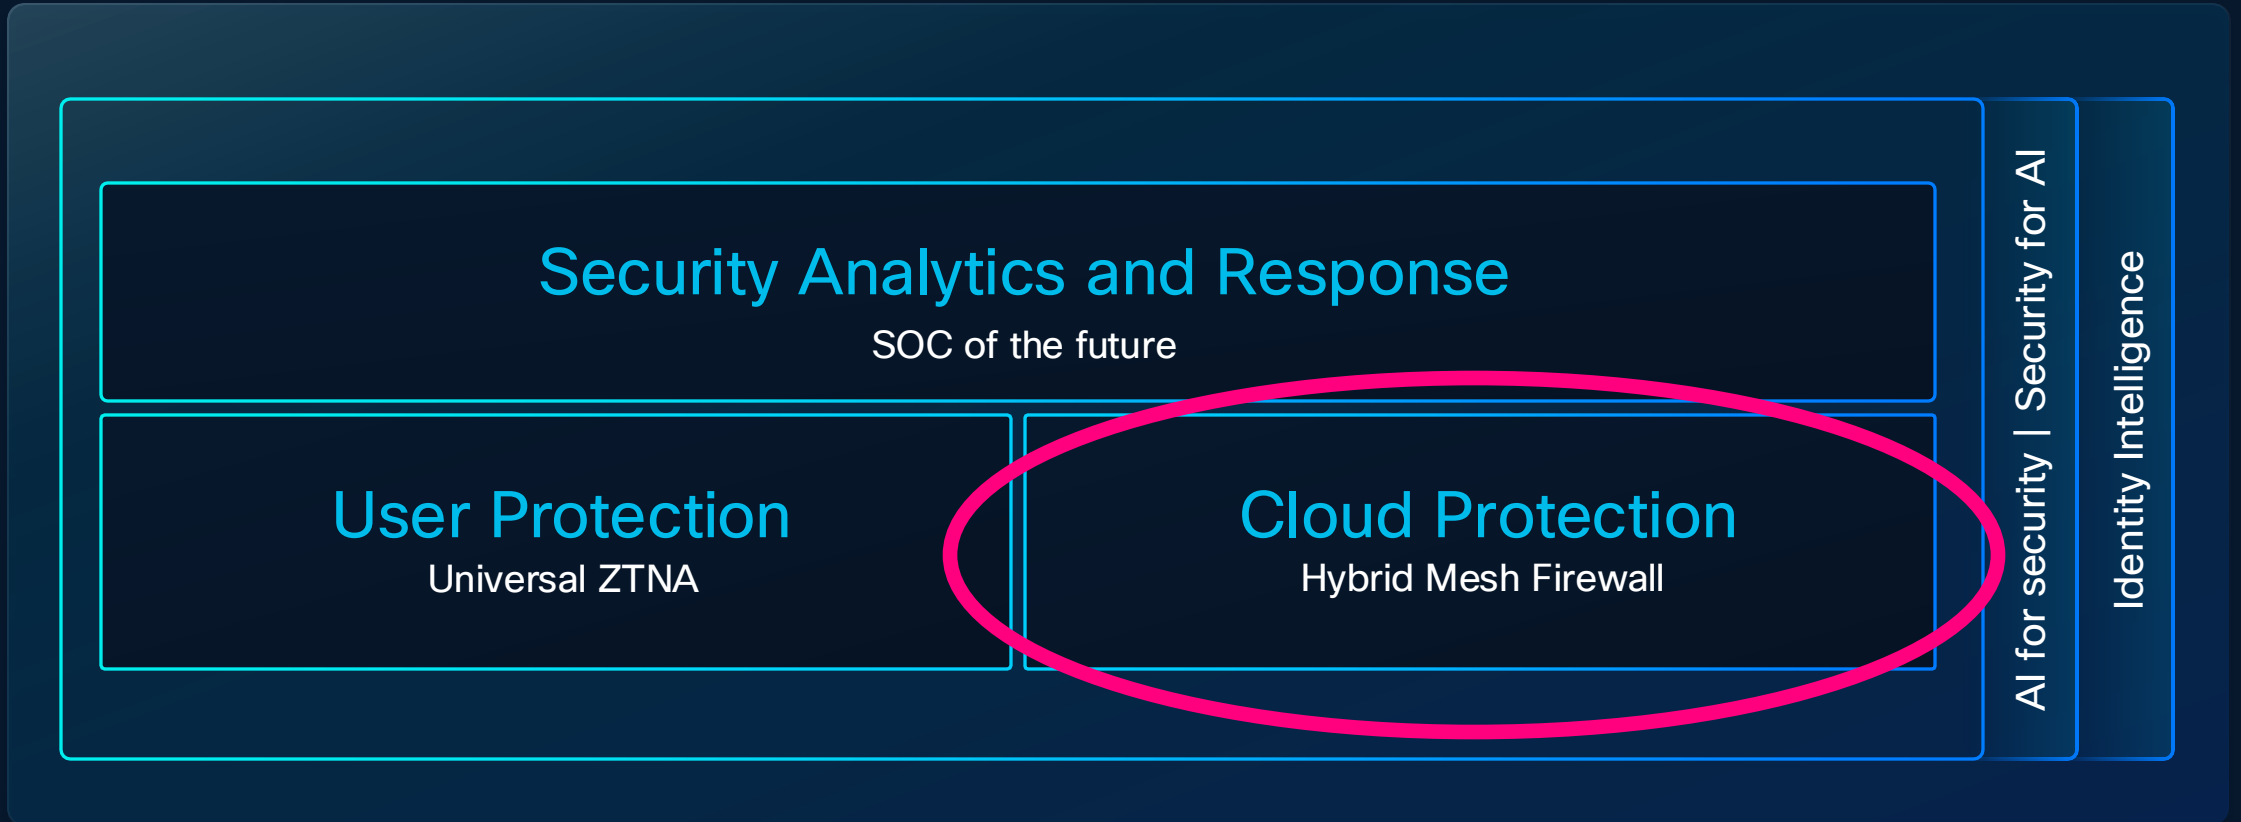 Security Analytics and Response
SOC of the future
User Protection
Universal ZTNA
Cloud Protection
Hybrid Mesh Firewall
AI for security | Security for AI
Identity Intelligence